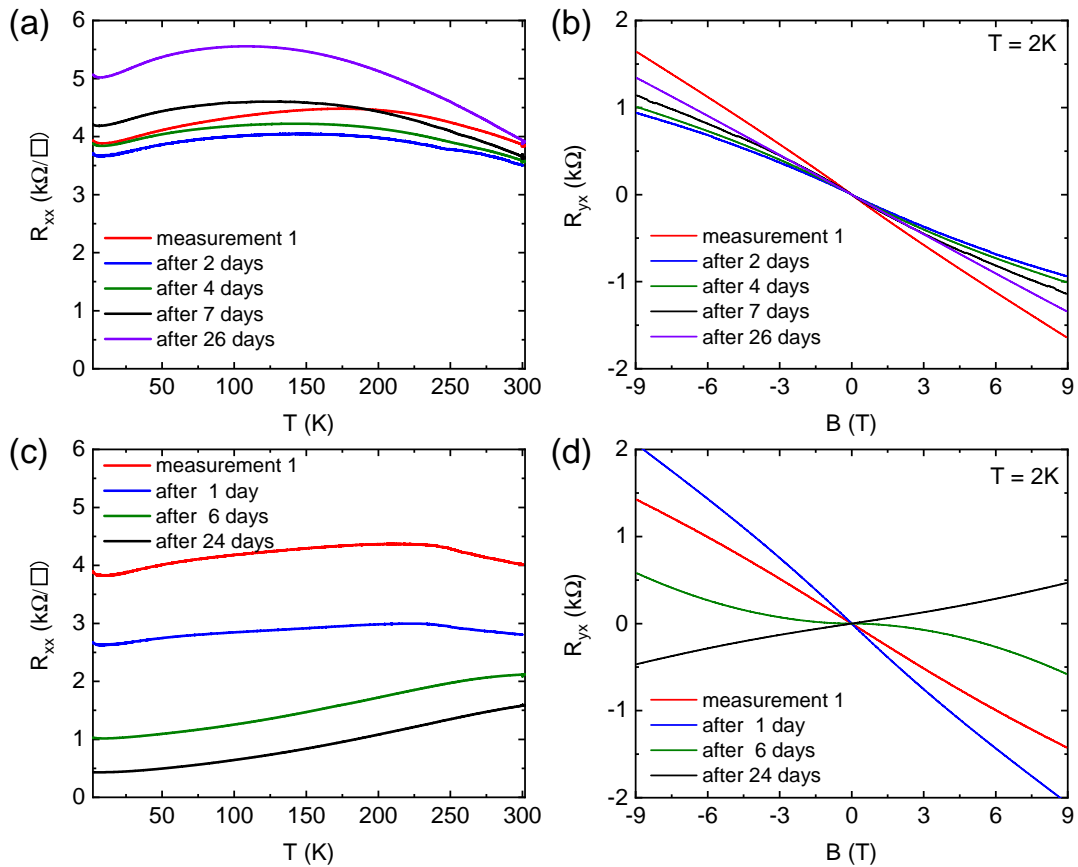 (a)
6
5
4
3
2
1
0
R_xx (kΩ/□)
measurement 1
after 2 days
after 4 days
after 7 days
after 26 days
50 100 150 200 250 300
T (K)
(b)
T = 2K
2
1
0
-1
-2
R_yx (kΩ)
measurement 1
after 2 days
after 4 days
after 7 days
after 26 days
-9 -6 -3 0 3 6 9
B (T)
(c)
6
5
4
3
2
1
0
R_xx (kΩ/□)
measurement 1
after 1 day
after 6 days
after 24 days
50 100 150 200 250 300
T (K)
(d)
T = 2K
2
1
0
-1
-2
R_yx (kΩ)
measurement 1
after 1 day
after 6 days
after 24 days
-9 -6 -3 0 3 6 9
B (T)